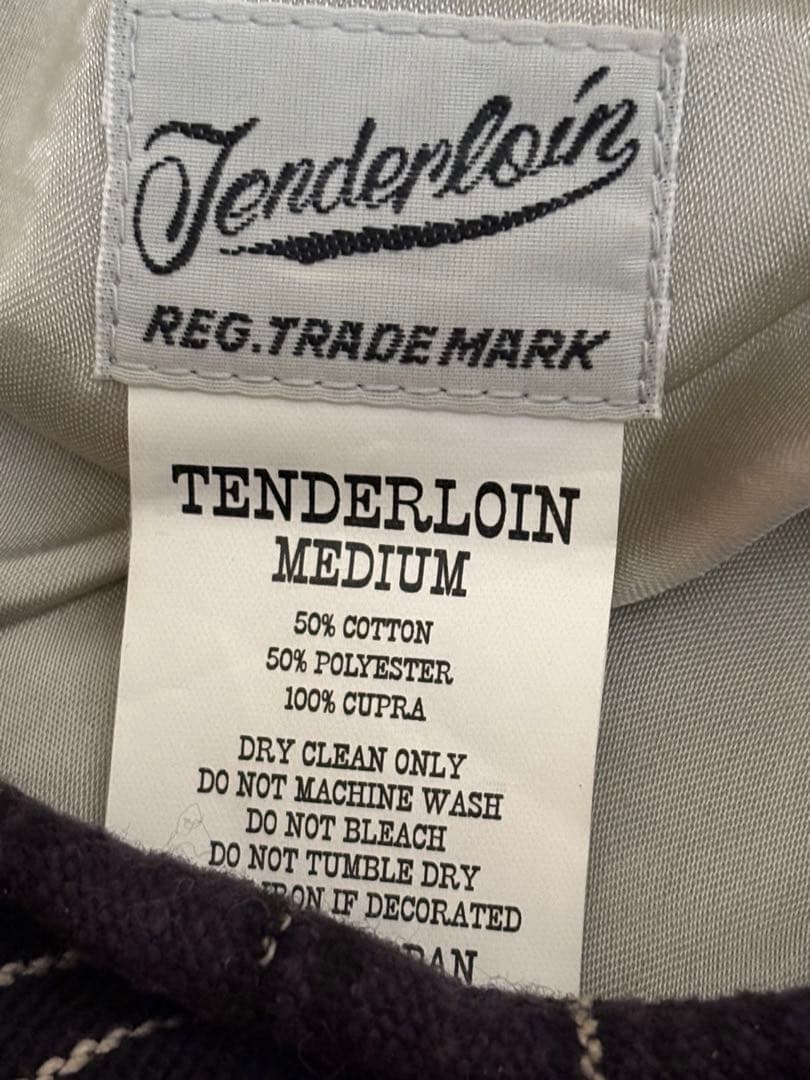 Tenderloin
REG. TRADE MARK
TENDERLOIN
MEDIUM
50% COTTON
50% POLYESTER
100% CUPRA
DRY CLEAN ONLY
DO NOT MACHINE WASH
DO NOT BLEACH
DO NOT TUMBLE DRY
IRON IF DECORATED